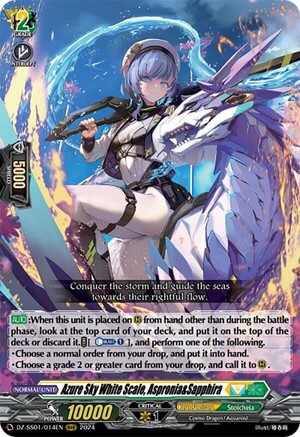 2
GRADE
INTERCEPT
5000
SHIELD
Conquer the storm and guide the seas
towards their rightful flow.
AUTO:When this unit is placed on R from hand other than during the battle
phase, look at the top card of your deck, and put it on the top of the
deck or discard it.
], and perform one of the following.
•Choose a normal order from your drop, and put it into hand.
•Choose a grade 2 or greater card from your drop, and call it to R.
NORMAL UNIT
Azure Sky White Scale, Aspronia&Sapphira
Stoicheia
Cosmo Dragon
POWER
10000
CRITICAL
1
DZ-SS01/014EN RRR 2024
illust/